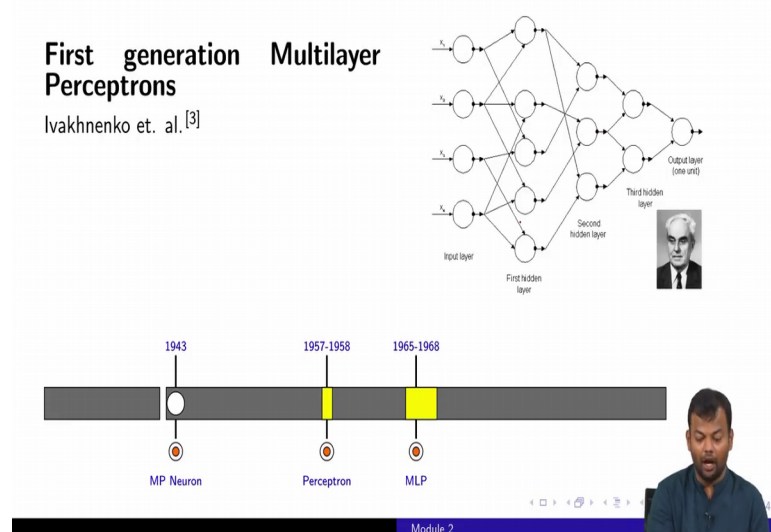 First generation Multilayer
Perceptrons
Ivakhnenko et. al.[3]
Input layer
First hidden
layer
Second
hidden layer
Third hidden
layer
Output layer
(one unit)
1943
1957-1958
1965-1968
MP Neuron
Perceptron
MLP
Module 2